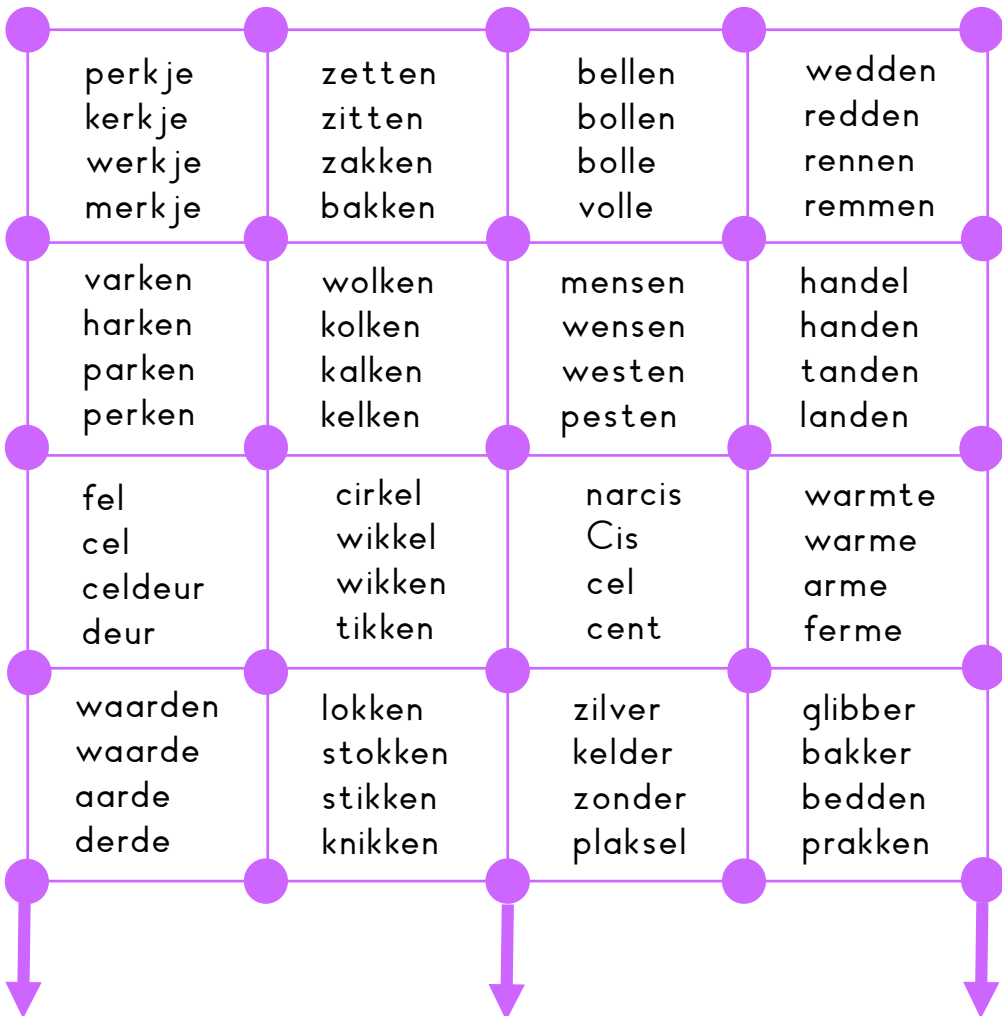 perkje
kerkje
werkje
merkje
zetten
zitten
zakken
bakken
bellen
bollen
bolle
volle
wedden
redden
rennen
remmen
varken
harken
parken
perken
wolken
kolken
kalken
kelken
mensen
wensen
westen
pesten
handel
handen
tanden
landen
fel
cel
celdeur
deur
cirkel
wikkel
wikken
tikken
narcis
Cis
cel
cent
warmte
warme
arme
ferme
waarden
waarde
aarde
derde
lokken
stokken
stikken
knikken
zilver
kelder
zonder
plaksel
glibber
bakker
bedden
prakken